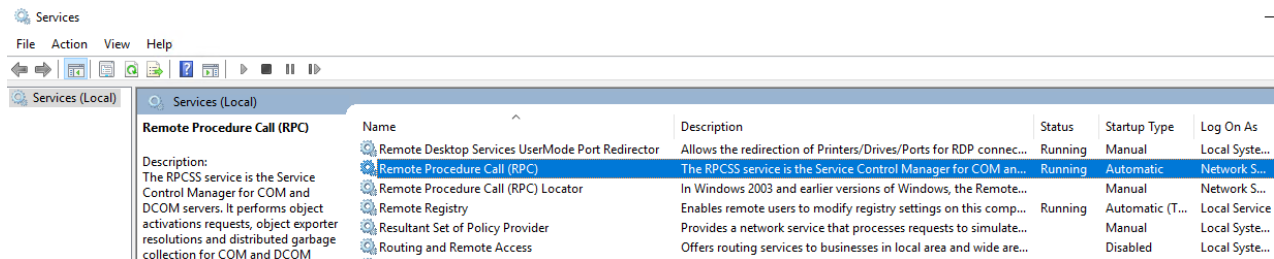 Services
File Action View Help
Services (Local)
Services (Local)
Remote Procedure Call (RPC)
Description:
The RPCSS service is the Service
Control Manager for COM and
DCOM servers. It performs object
activations requests, object exporter
resolutions and distributed garbage
collection for COM and DCOM
Name Description Status Startup Type Log On As
Remote Desktop Services UserMode Port Redirector Allows the redirection of Printers/Drives/Ports for RDP connec... Running Manual Local Syste...
Remote Procedure Call (RPC) The RPCSS service is the Service Control Manager for COM an... Running Automatic Network S...
Remote Procedure Call (RPC) Locator In Windows 2003 and earlier versions of Windows, the Remote... Manual Network S...
Remote Registry Enables remote users to modify registry settings on this comp... Running Automatic (T... Local Service
Resultant Set of Policy Provider Provides a network service that processes requests to simulate... Manual Local Syste...
Routing and Remote Access Offers routing services to businesses in local area and wide are... Disabled Local Syste...